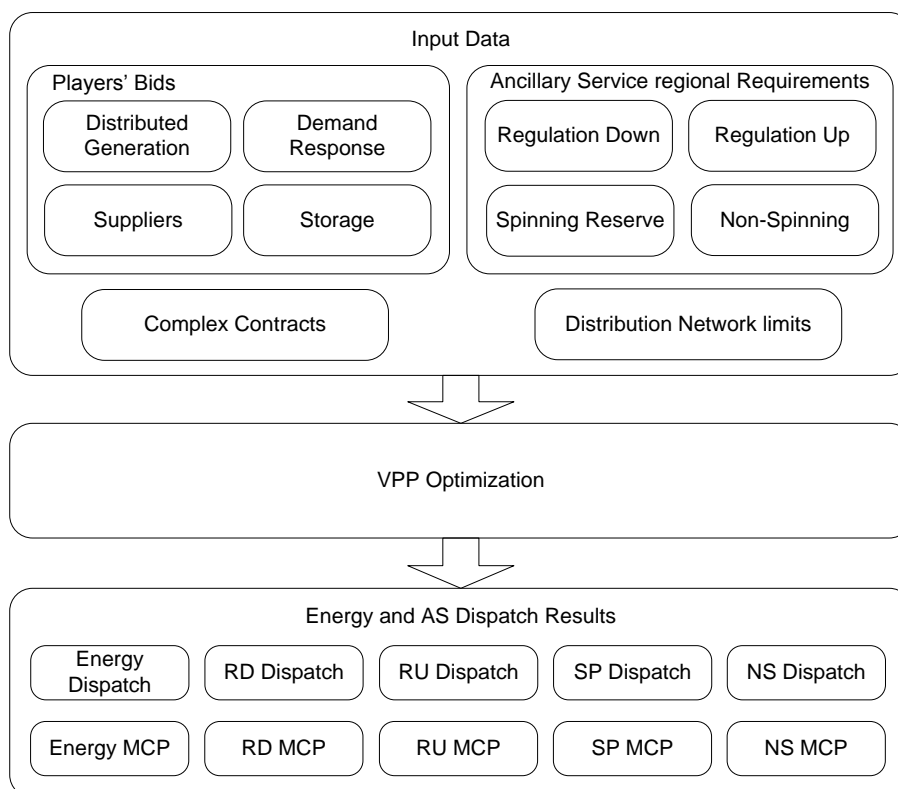 Input Data
Players’ Bids
Distributed
Generation
Demand
Response
Suppliers
Storage
Ancillary Service regional Requirements
Regulation Down
Regulation Up
Spinning Reserve
Non-Spinning
Complex Contracts
Distribution Network limits
VPP Optimization
Energy and AS Dispatch Results
Energy
Dispatch
RD Dispatch
RU Dispatch
SP Dispatch
NS Dispatch
Energy MCP
RD MCP
RU MCP
SP MCP
NS MCP